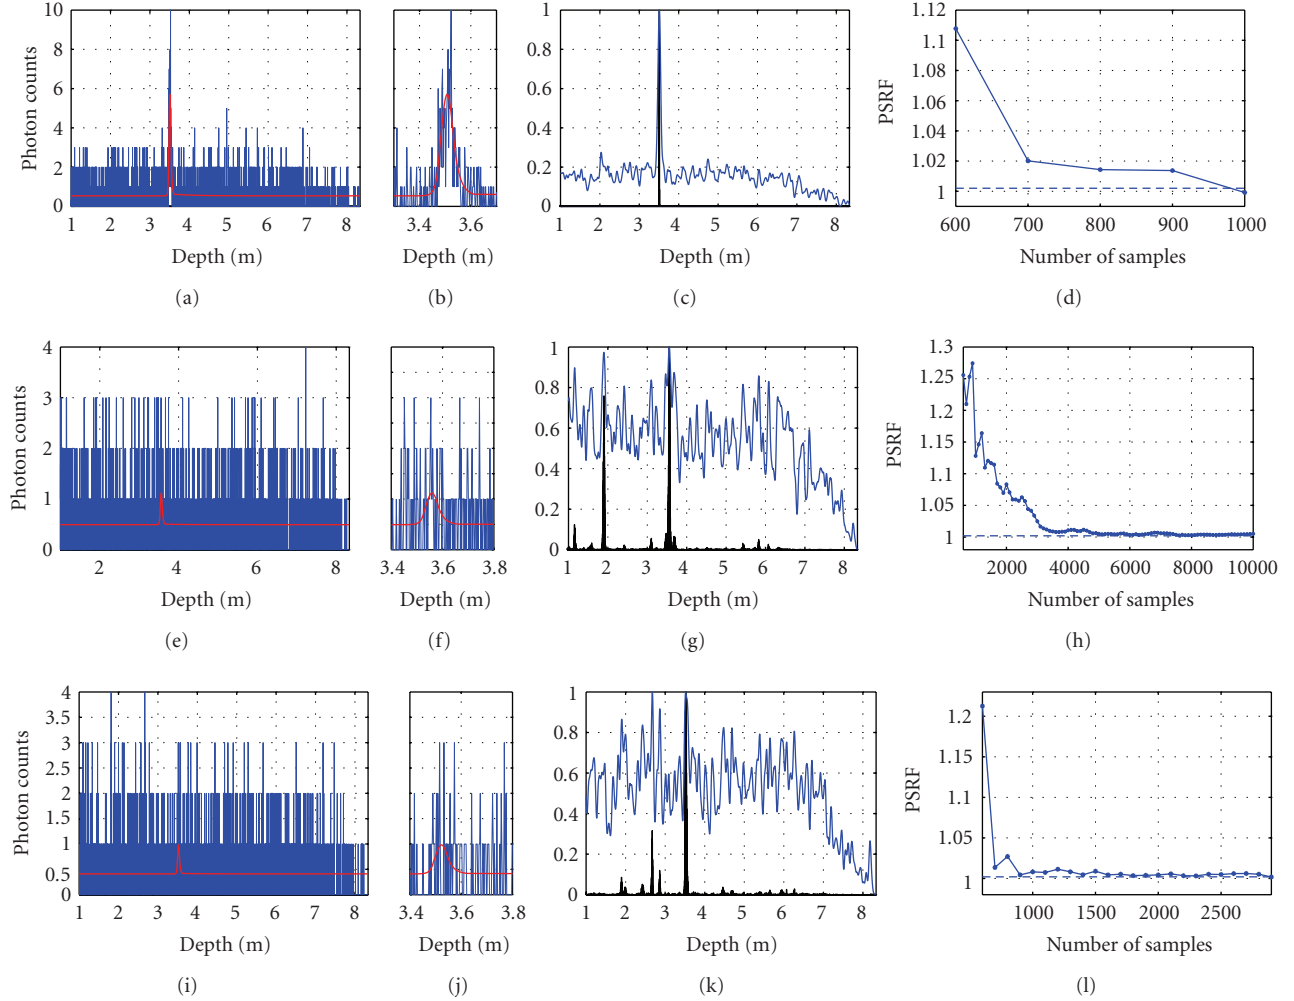 10
8
6
4
2
0
1 2 3 4 5 6 7 8
Photon counts
Depth (m)
(a)
3.4 3.6
Depth (m)
(b)
1
0.8
0.6
0.4
0.2
0
1 2 3 4 5 6 7 8
Depth (m)
(c)
1.12
1.1
1.08
1.06
1.04
1.02
1
600 700 800 900 1000
PSRF
Number of samples
(d)
4
3
2
1
0
2 4 6 8
Photon counts
Depth (m)
(e)
3.4 3.6 3.8
Depth (m)
(f)
1
0.8
0.6
0.4
0.2
0
1 2 3 4 5 6 7 8
Depth (m)
(g)
1.3
1.25
1.2
1.15
1.1
1.05
1
2000 4000 6000 8000 10000
PSRF
Number of samples
(h)
4
3.5
3
2.5
2
1.5
1
0.5
0
1 2 3 4 5 6 7 8
Photon counts
Depth (m)
(i)
3.4 3.6 3.8
Depth (m)
(j)
1
0.8
0.6
0.4
0.2
0
1 2 3 4 5 6 7 8
Depth (m)
(k)
1.2
1.15
1.1
1.05
1
1000 1500 2000 2500
PSRF
Number of samples
(l)